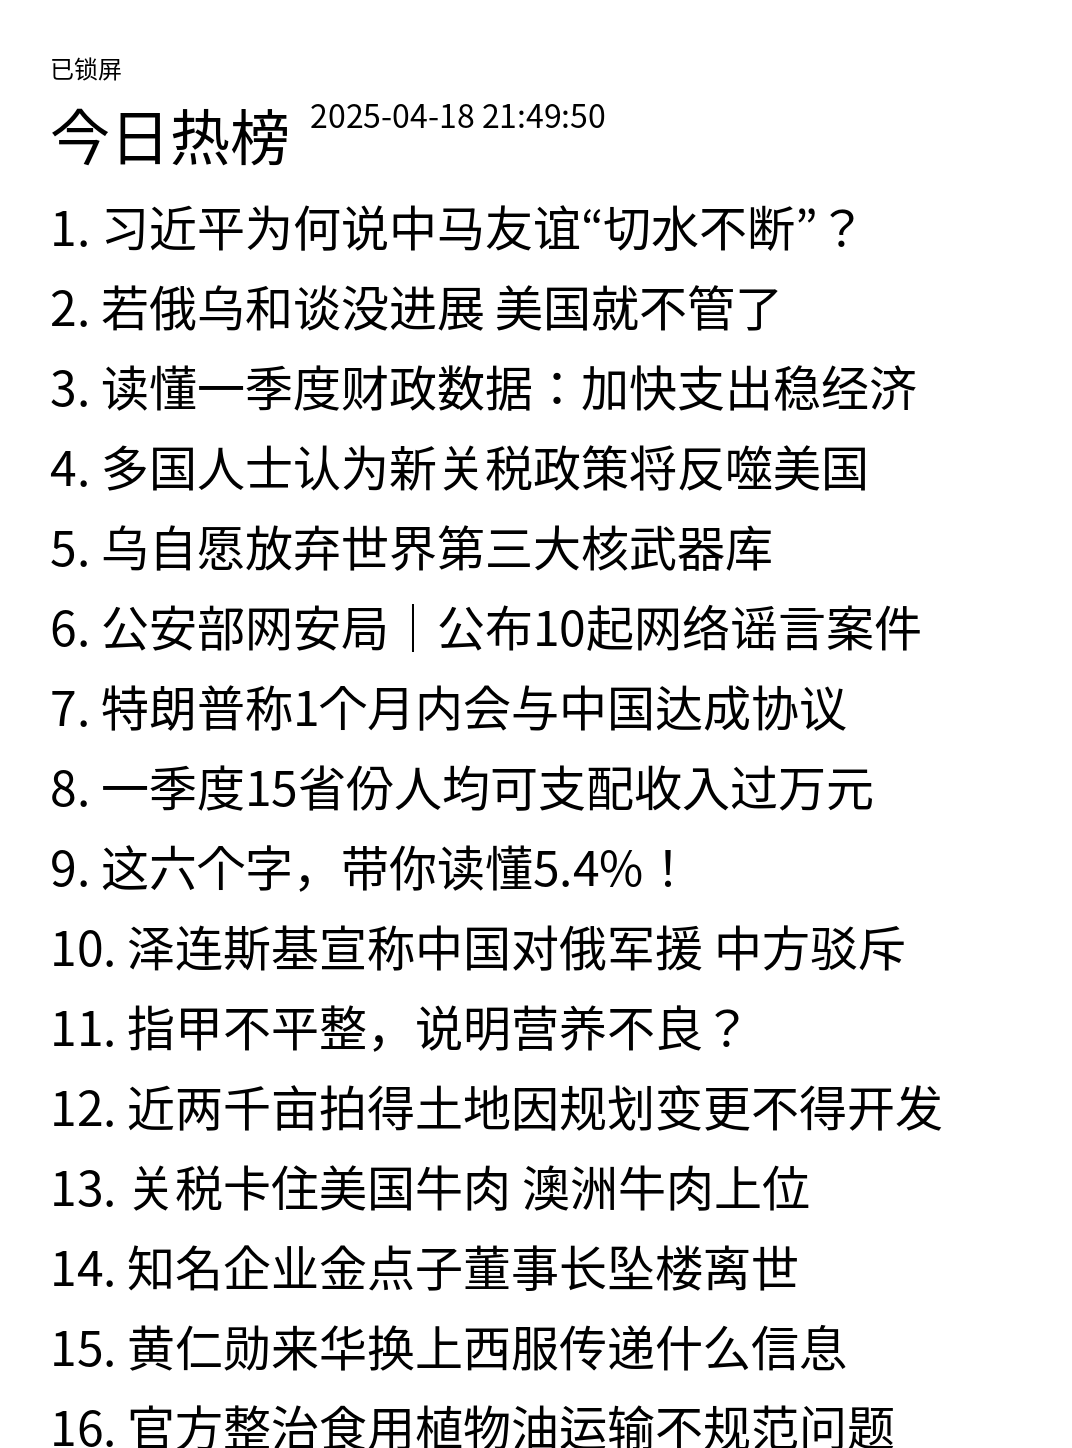 已锁屏
今日热榜 2025-04-18 21:49:50
1. 习近平为何说中马友谊“切水不断”？
2. 若俄乌和谈没进展 美国就不管了
3. 读懂一季度财政数据：加快支出稳经济
4. 多国人士认为新关税政策将反噬美国
5. 乌自愿放弃世界第三大核武器库
6. 公安部网安局｜公布10起网络谣言案件
7. 特朗普称1个月内会与中国达成协议
8. 一季度15省份人均可支配收入过万元
9. 这六个字，带你读懂5.4%！
10. 泽连斯基宣称中国对俄军援 中方驳斥
11. 指甲不平整，说明营养不良？
12. 近两千亩拍得土地因规划变更不得开发
13. 关税卡住美国牛肉 澳洲牛肉上位
14. 知名企业金点子董事长坠楼离世
15. 黄仁勋来华换上西服传递什么信息
16. 官方整治食用植物油运输不规范问题